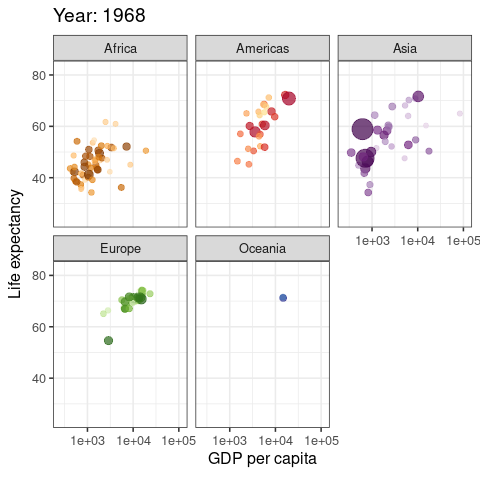 Year: 1968
Africa
Americas
Asia
80
60
40
1e+03 1e+04 1e+05
Europe
Oceania
80
60
40
1e+03 1e+04 1e+05
1e+03 1e+04 1e+05
Life expectancy
GDP per capita